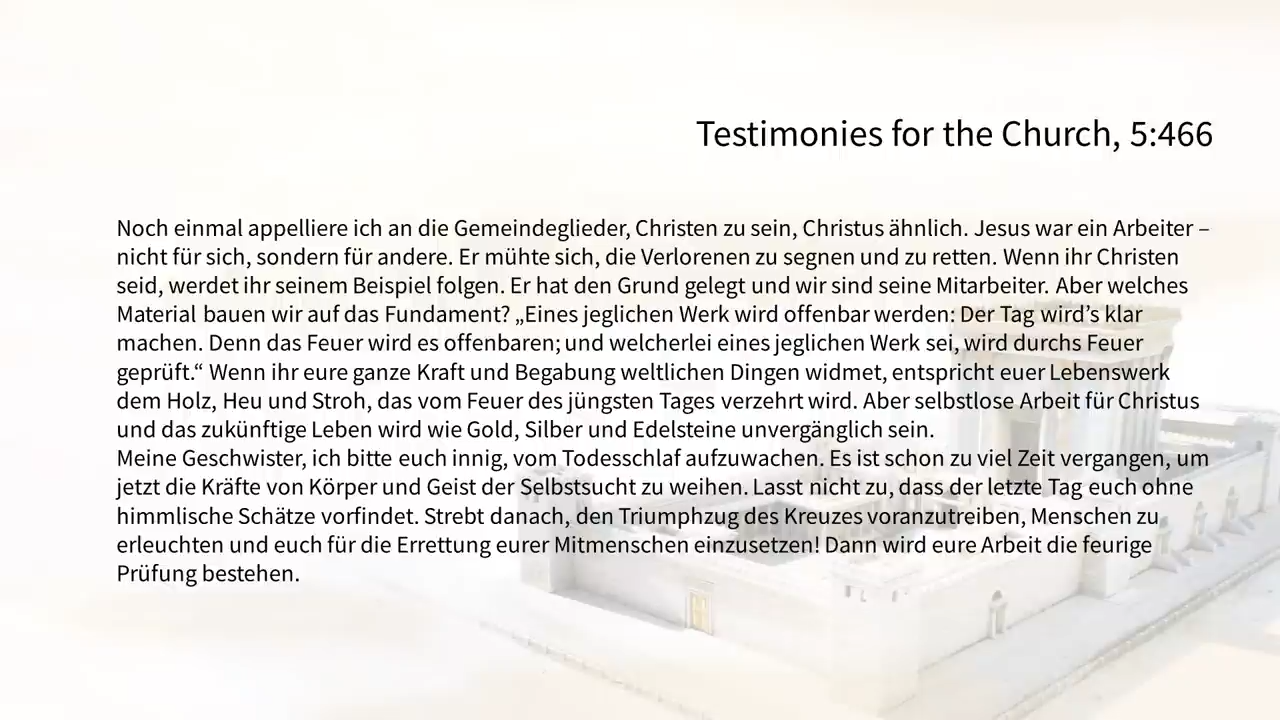 Testimonies for the Church, 5:466
Noch einmal appelliere ich an die Gemeindeglieder, Christen zu sein, Christus ähnlich. Jesus war ein Arbeiter –
nicht für sich, sondern für andere. Er mühte sich, die Verlorenen zu segnen und zu retten. Wenn ihr Christen
seid, werdet ihr seinem Beispiel folgen. Er hat den Grund gelegt und wir sind seine Mitarbeiter. Aber welches
Material bauen wir auf das Fundament? „Eines jeglichen Werk wird offenbar werden: Der Tag wird’s klar
machen. Denn das Feuer wird es offenbaren; und welcherlei eines jeglichen Werk sei, wird durchs Feuer
geprüft.“ Wenn ihr eure ganze Kraft und Begabung weltlichen Dingen widmet, entspricht euer Lebenswerk
dem Holz, Heu und Stroh, das vom Feuer des jüngsten Tages verzehrt wird. Aber selbstlose Arbeit für Christus
und das zukünftige Leben wird wie Gold, Silber und Edelsteine unvergänglich sein.
Meine Geschwister, ich bitte euch innig, vom Todesschlaf aufzuwachen. Es ist schon zu viel Zeit vergangen, um
jetzt die Kräfte von Körper und Geist der Selbstsucht zu weihen. Lasst nicht zu, dass der letzte Tag euch ohne
himmlische Schätze vorfindet. Strebt danach, den Triumphzug des Kreuzes voranzutreiben, Menschen zu
erleuchten und euch für die Errettung eurer Mitmenschen einzusetzen! Dann wird eure Arbeit die feurige
Prüfung bestehen.